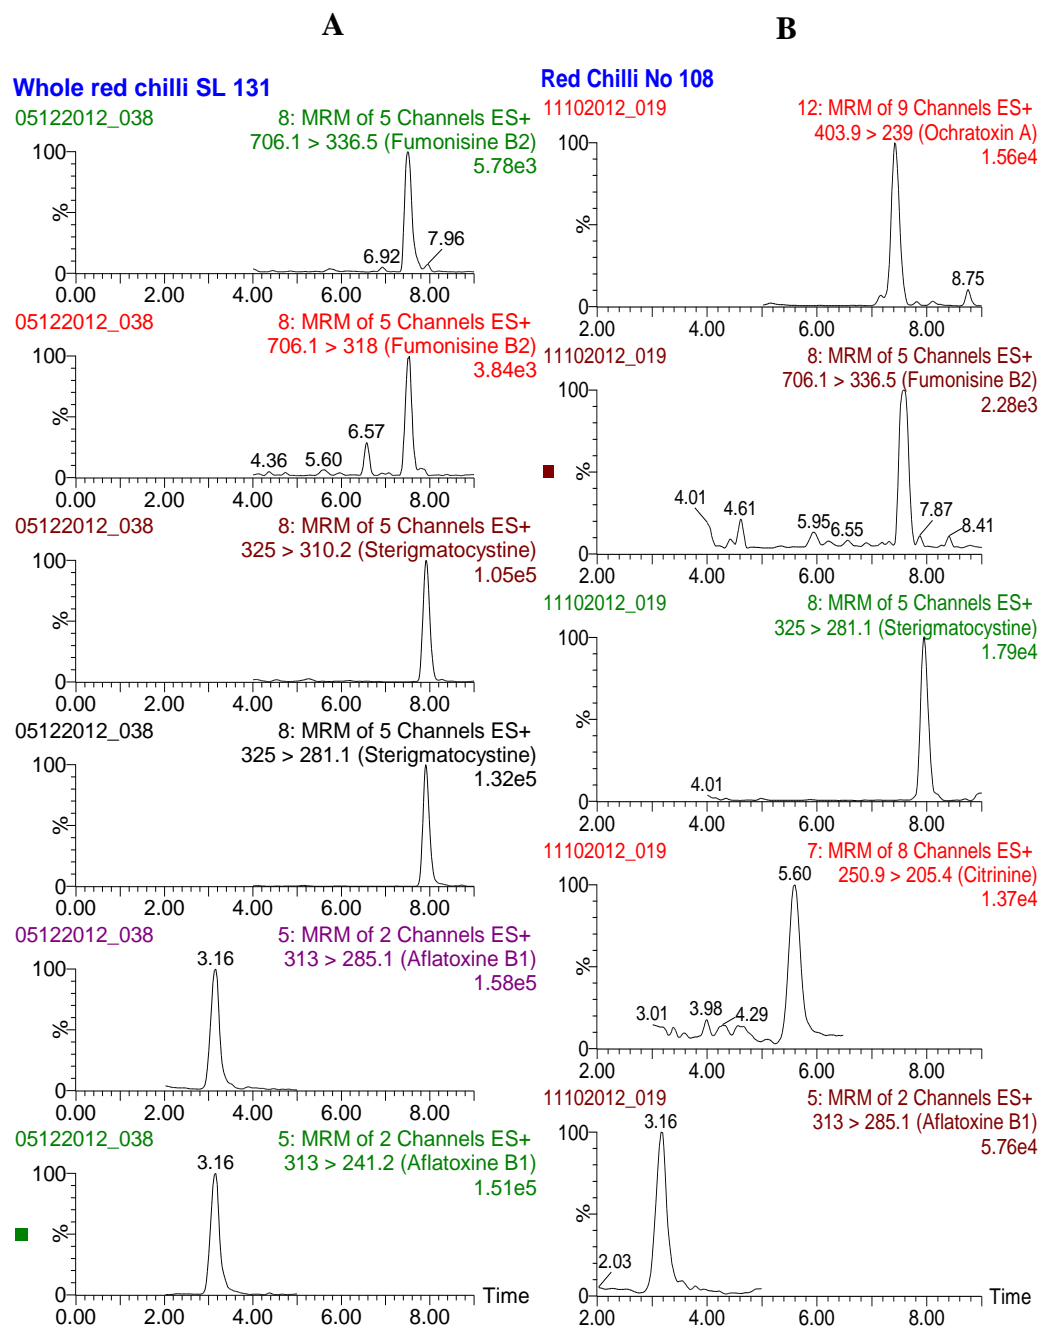 A
Whole red chilli SL 131
05122012_038
8: MRM of 5 Channels ES+
706.1 > 336.5 (Fumonisine B2)
5.78e3
100
%
0
6.92
7.96
0.00 2.00 4.00 6.00 8.00
05122012_038
8: MRM of 5 Channels ES+
706.1 > 318 (Fumonisine B2)
3.84e3
100
%
0
4.36
5.60
6.57
0.00 2.00 4.00 6.00 8.00
05122012_038
8: MRM of 5 Channels ES+
325 > 310.2 (Sterigmatocystine)
1.05e5
100
%
0
0.00 2.00 4.00 6.00 8.00
05122012_038
8: MRM of 5 Channels ES+
325 > 281.1 (Sterigmatocystine)
1.32e5
100
%
0
0.00 2.00 4.00 6.00 8.00
05122012_038
5: MRM of 2 Channels ES+
313 > 285.1 (Aflatoxine B1)
1.58e5
100
%
0
3.16
0.00 2.00 4.00 6.00 8.00
05122012_038
5: MRM of 2 Channels ES+
313 > 241.2 (Aflatoxine B1)
1.51e5
100
%
0
3.16
Time
0.00 2.00 4.00 6.00 8.00
B
Red Chilli No 108
11102012_019
12: MRM of 9 Channels ES+
403.9 > 239 (Ochratoxin A)
1.56e4
100
%
0
8.75
2.00 4.00 6.00 8.00
11102012_019
8: MRM of 5 Channels ES+
706.1 > 336.5 (Fumonisine B2)
2.28e3
100
%
0
4.01
4.61
5.95
6.55
7.87
8.41
2.00 4.00 6.00 8.00
11102012_019
8: MRM of 5 Channels ES+
325 > 281.1 (Sterigmatocystine)
1.79e4
100
%
0
4.01
2.00 4.00 6.00 8.00
11102012_019
7: MRM of 8 Channels ES+
250.9 > 205.4 (Citrinine)
1.37e4
100
%
0
3.01
3.98
4.29
5.60
2.00 4.00 6.00 8.00
11102012_019
5: MRM of 2 Channels ES+
313 > 285.1 (Aflatoxine B1)
5.76e4
100
%
0
2.03
3.16
Time
2.00 4.00 6.00 8.00